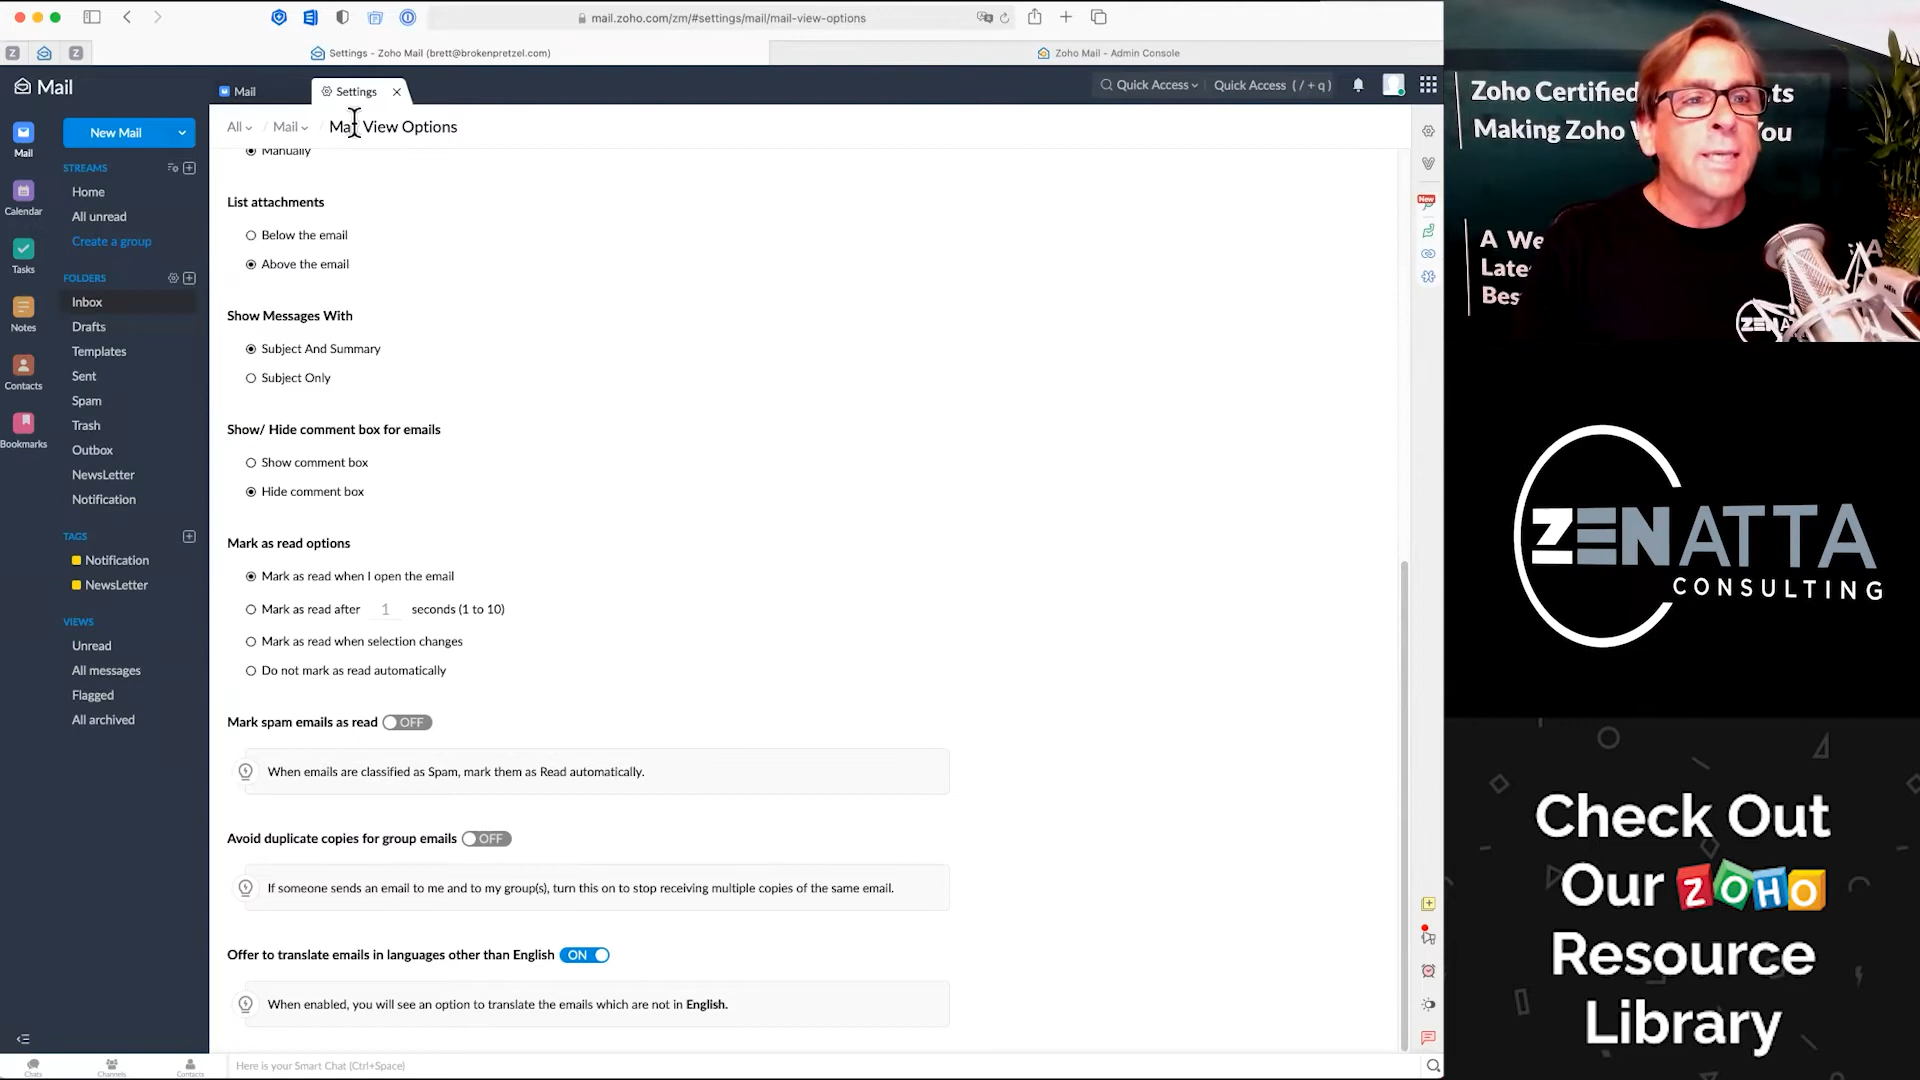 mail.zoho.com/zm/#settings/mail/mail-view-options
Settings - Zoho Mail (brett@brokenpretzel.com)
Zoho Mail - Admin Console
Mail
Mail
Settings
Quick Access
Quick Access ( / + q )
All / Mail / Mail View Options
Mail
Calendar
Tasks
Notes
Contacts
Bookmarks
New Mail
STREAMS
Home
All unread
Create a group
FOLDERS
Inbox
Drafts
Templates
Sent
Spam
Trash
Outbox
NewsLetter
Notification
TAGS
Notification
NewsLetter
VIEWS
Unread
All messages
Flagged
All archived
Manually
List attachments
Below the email
Above the email
Show Messages With
Subject And Summary
Subject Only
Show/ Hide comment box for emails
Show comment box
Hide comment box
Mark as read options
Mark as read when I open the email
Mark as read after 1 seconds (1 to 10)
Mark as read when selection changes
Do not mark as read automatically
Mark spam emails as read OFF
When emails are classified as Spam, mark them as Read automatically.
Avoid duplicate copies for group emails OFF
If someone sends an email to me and to my group(s), turn this on to stop receiving multiple copies of the same email.
Offer to translate emails in languages other than English ON
When enabled, you will see an option to translate the emails which are not in English.
Chats
Channels
Contacts
Here is your Smart Chat (Ctrl+Space)
New
Zoho Certified
Making Zoho
A We
Late
Bes
ZENATTA
CONSULTING
Check Out
Our ZOHO
Resource
Library